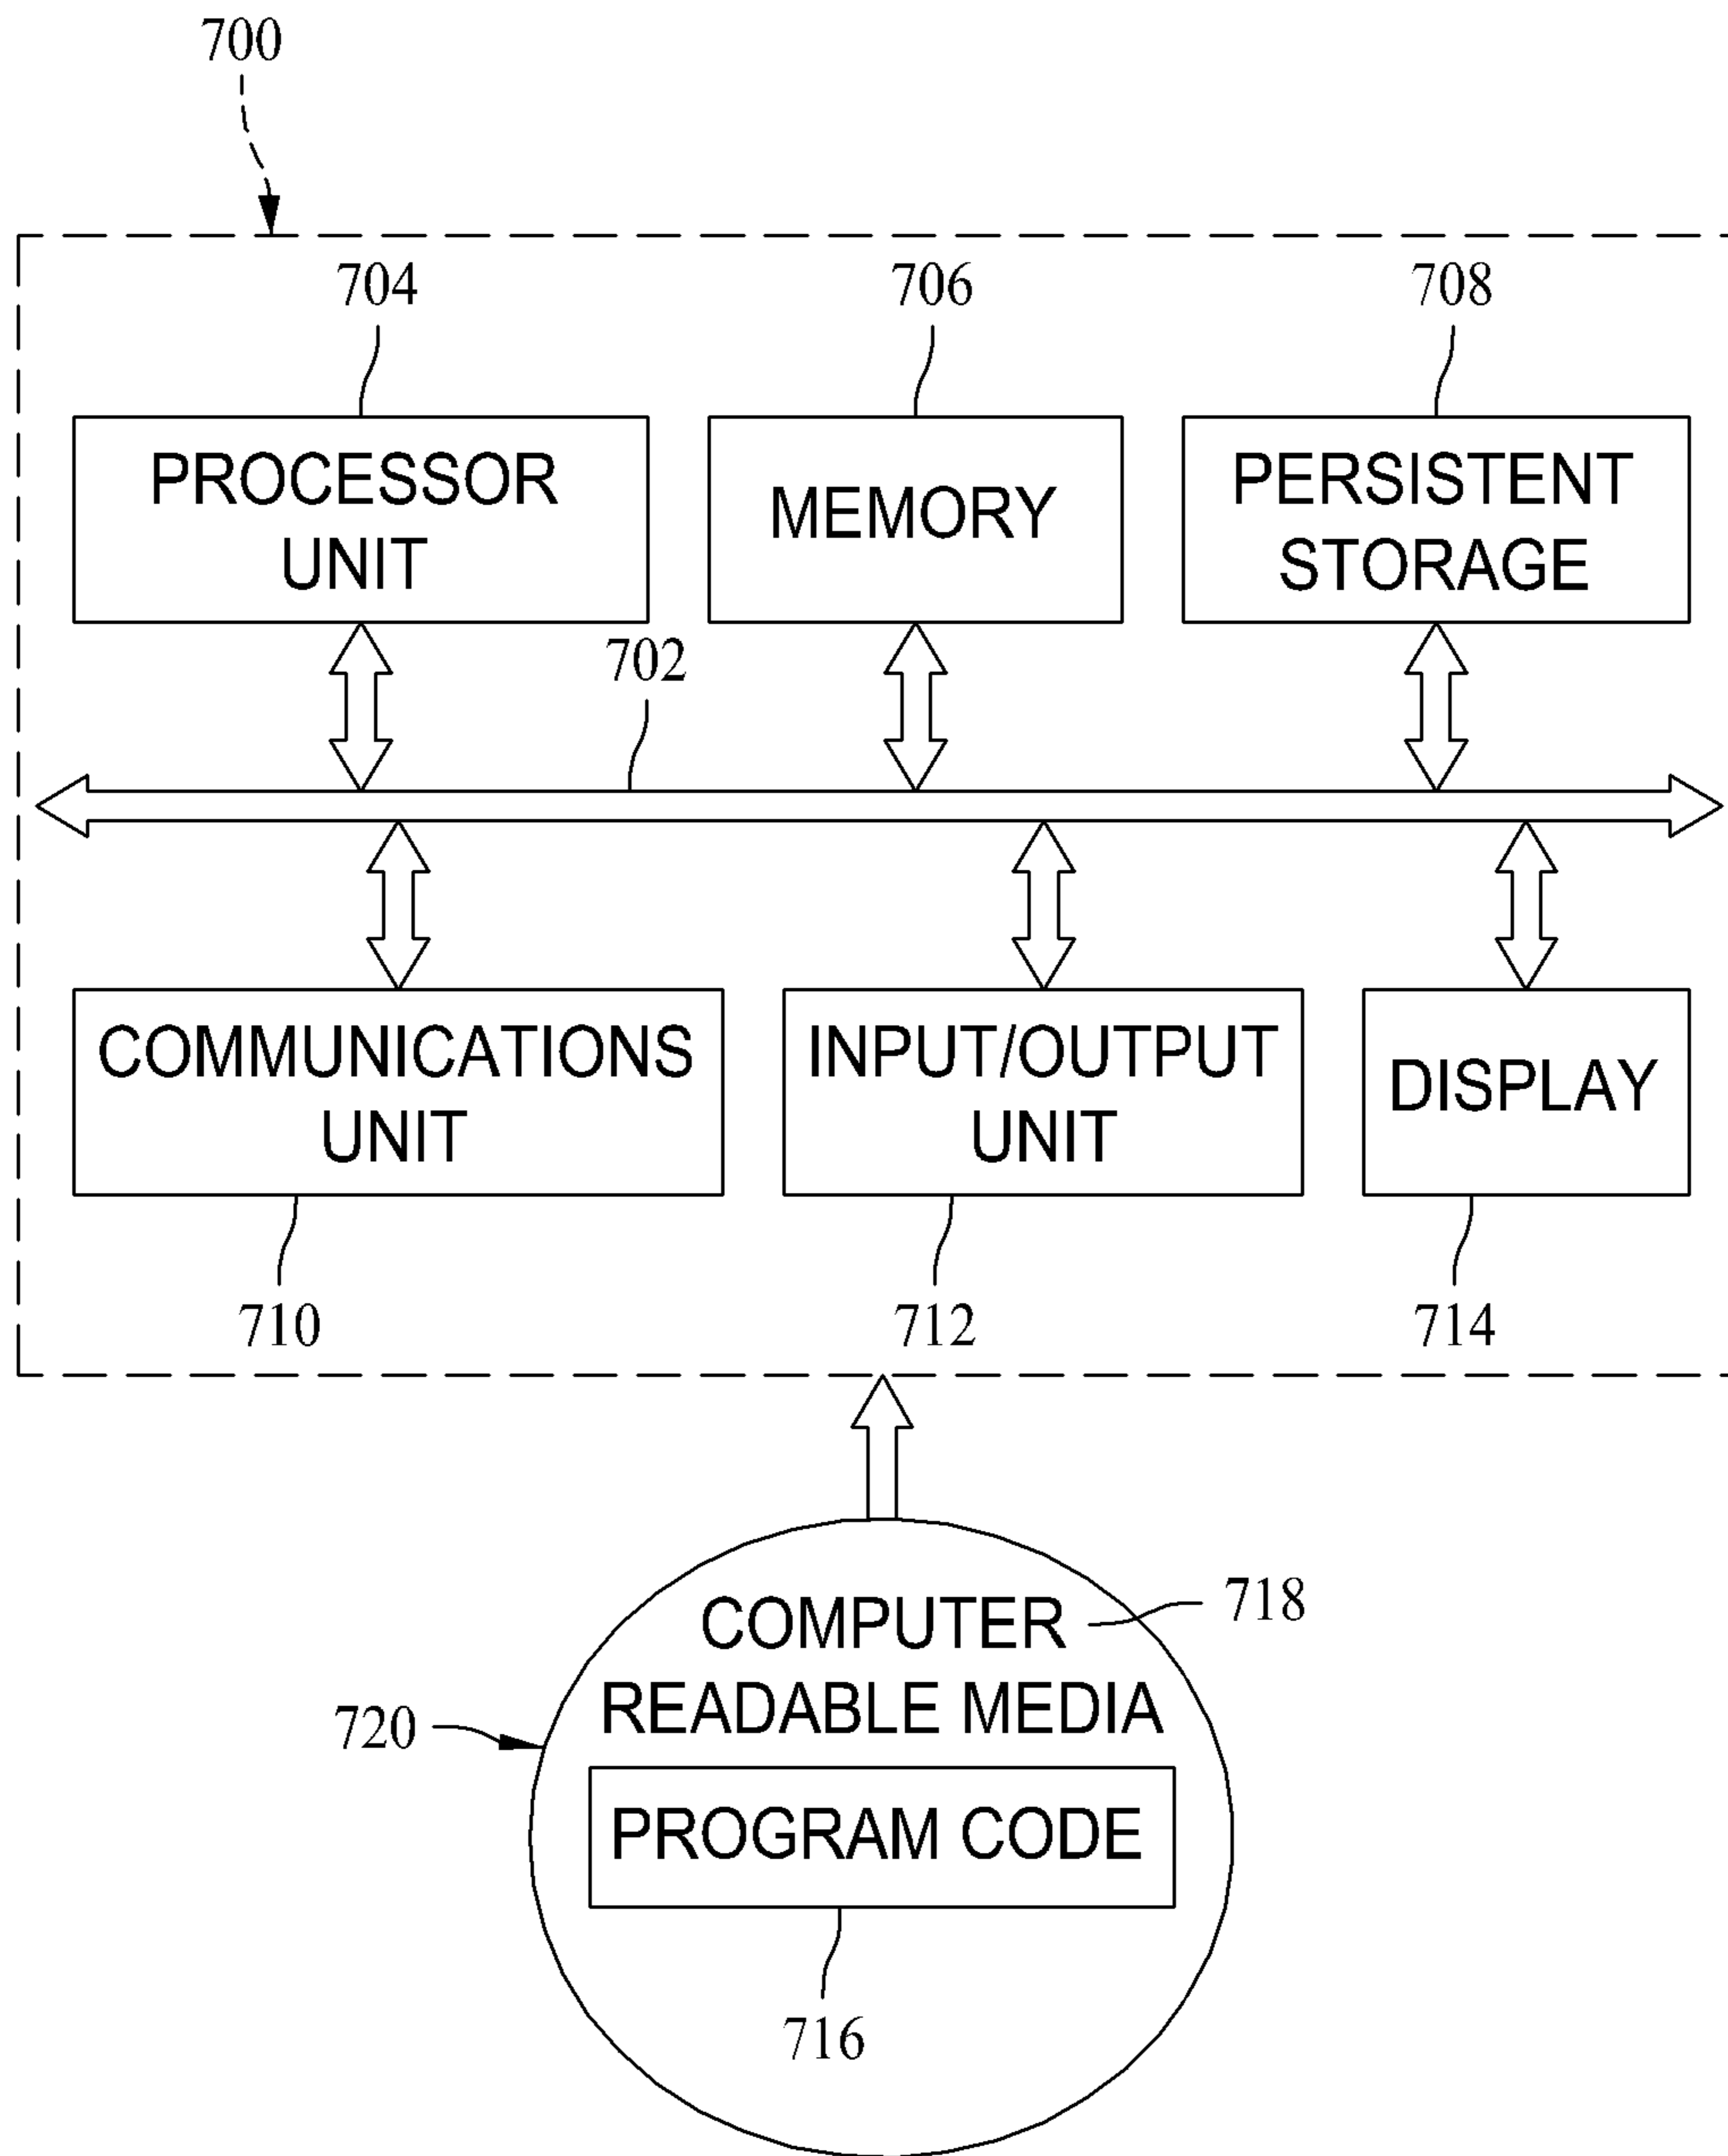 700
704
706
708
PROCESSOR
UNIT
MEMORY
PERSISTENT
STORAGE
702
COMMUNICATIONS
UNIT
INPUT/OUTPUT
UNIT
DISPLAY
710
712
714
COMPUTER
READABLE MEDIA
718
720
PROGRAM CODE
716